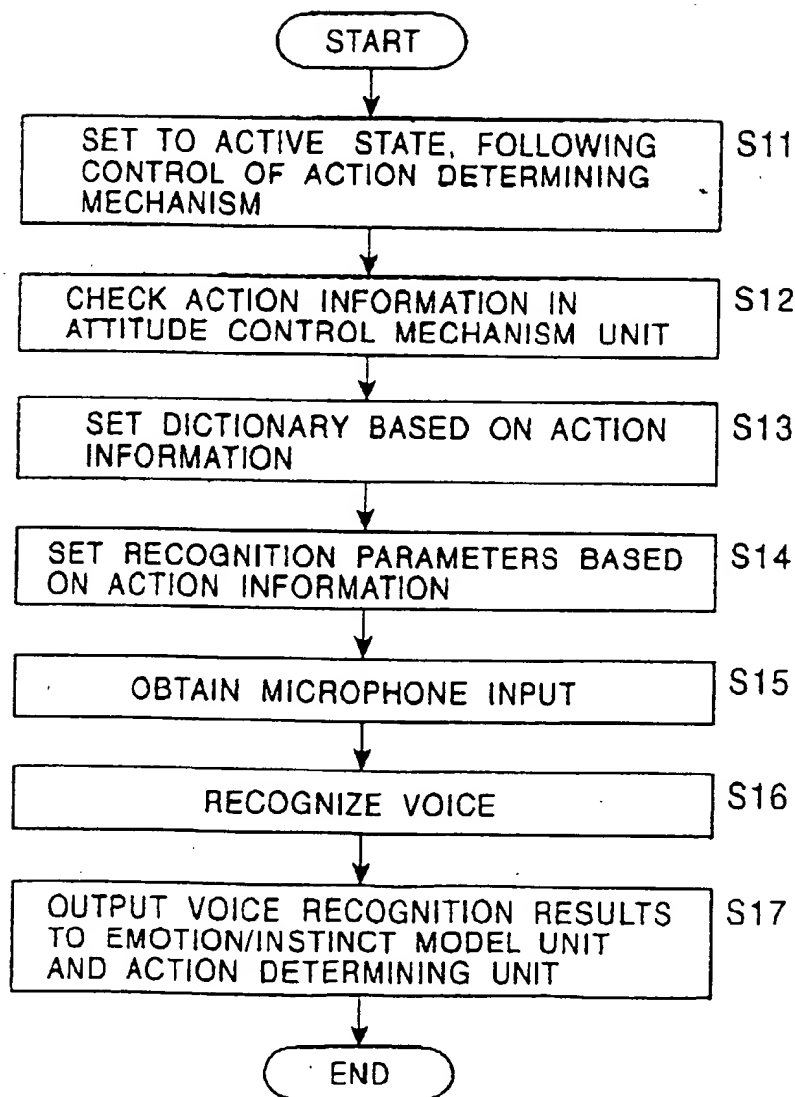 START
SET TO ACTIVE STATE, FOLLOWING
CONTROL OF ACTION DETERMINING
MECHANISM
S11
CHECK ACTION INFORMATION IN
ATTITUDE CONTROL MECHANISM UNIT
S12
SET DICTIONARY BASED ON ACTION
INFORMATION
S13
SET RECOGNITION PARAMETERS BASED
ON ACTION INFORMATION
S14
OBTAIN MICROPHONE INPUT
S15
RECOGNIZE VOICE
S16
OUTPUT VOICE RECOGNITION RESULTS
TO EMOTION/INSTINCT MODEL UNIT
AND ACTION DETERMINING UNIT
S17
END